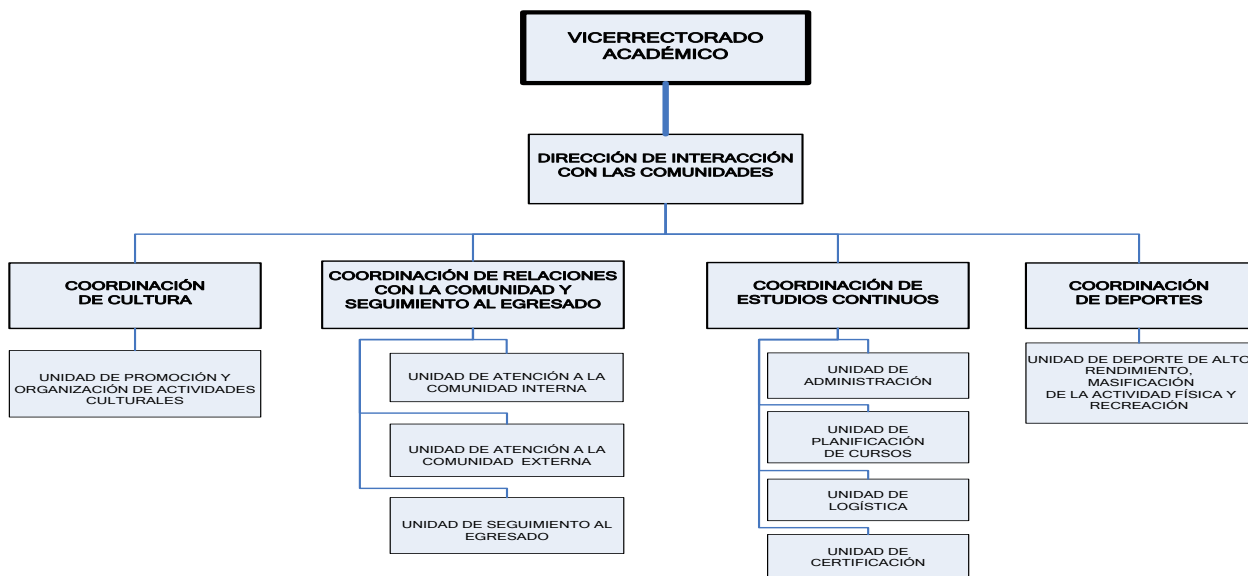 VICERRECTORADO
ACADÉMICO
DIRECCIÓN DE INTERACCIÓN
CON LAS COMUNIDADES
COORDINACIÓN
DE CULTURA
UNIDAD DE PROMOCIÓN Y
ORGANIZACIÓN DE ACTIVIDADES
CULTURALES
COORDINACIÓN DE RELACIONES
CON LA COMUNIDAD Y
SEGUIMIENTO AL EGRESADO
UNIDAD DE ATENCIÓN A LA
COMUNIDAD INTERNA
UNIDAD DE ATENCIÓN A LA
COMUNIDAD EXTERNA
UNIDAD DE SEGUIMIENTO AL
EGRESADO
COORDINACIÓN DE
ESTUDIOS CONTINUOS
UNIDAD DE
ADMINISTRACIÓN
UNIDAD DE
PLANIFICACIÓN
DE CURSOS
UNIDAD DE
LOGÍSTICA
UNIDAD DE
CERTIFICACIÓN
COORDINACIÓN
DE DEPORTES
UNIDAD DE DEPORTE DE ALTO
RENDIMIENTO,
MASIFICACIÓN
DE LA ACTIVIDAD FÍSICA Y
RECREACIÓN